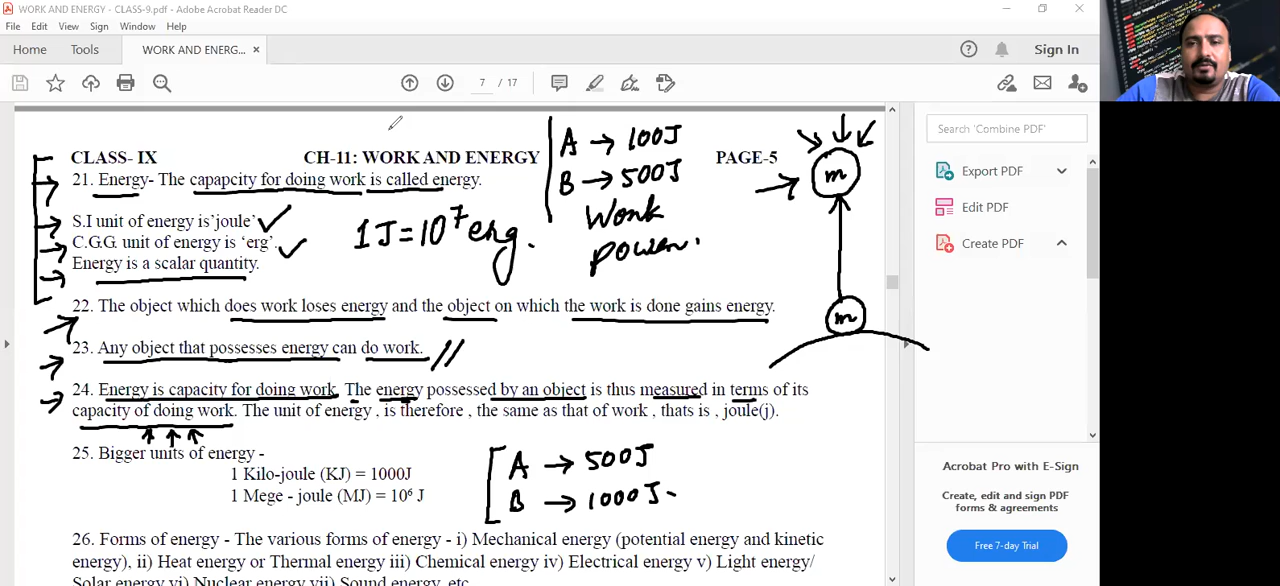 WORK AND ENERGY - CLASS-9.pdf - Adobe Acrobat Reader DC
File Edit View Sign Window Help
Home Tools WORK AND ENERG... × Sign In
7 / 17
CLASS- IX CH-11: WORK AND ENERGY PAGE-5
21. Energy- The capapcity for doing work is called energy.
S.I unit of energy is'joule'
C.G.G. unit of energy is 'erg'.
Energy is a scalar quantity.
1J = 10⁷ erg.
A → 100J
B → 500J
Work
power.
m
m
22. The object which does work loses energy and the object on which the work is done gains energy.
23. Any object that possesses energy can do work.
24. Energy is capacity for doing work. The energy possessed by an object is thus measured in terms of its
capacity of doing work. The unit of energy , is therefore , the same as that of work , thats is , joule(j).
25. Bigger units of energy -
1 Kilo-joule (KJ) = 1000J
1 Mege - joule (MJ) = 10⁶ J
A → 500J
B → 1000J
26. Forms of energy - The various forms of energy - i) Mechanical energy (potential energy and kinetic
energy), ii) Heat energy or Thermal energy iii) Chemical energy iv) Electrical energy v) Light energy/
Solar energy vi) Nuclear energy vii) Sound energy, etc
Search 'Combine PDF'
Export PDF
Edit PDF
Create PDF
Acrobat Pro with E-Sign
Create, edit and sign PDF
forms & agreements
Free 7-day Trial